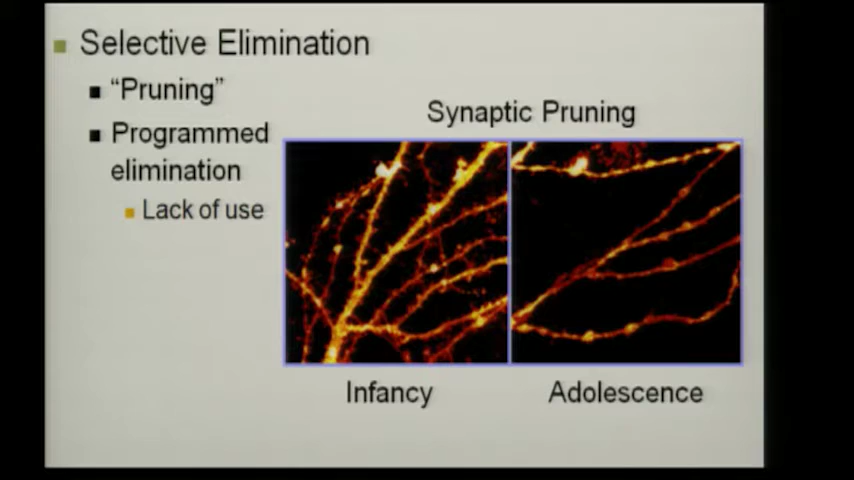 Selective Elimination
“Pruning”
Programmed
elimination
Lack of use
Synaptic Pruning
Infancy
Adolescence